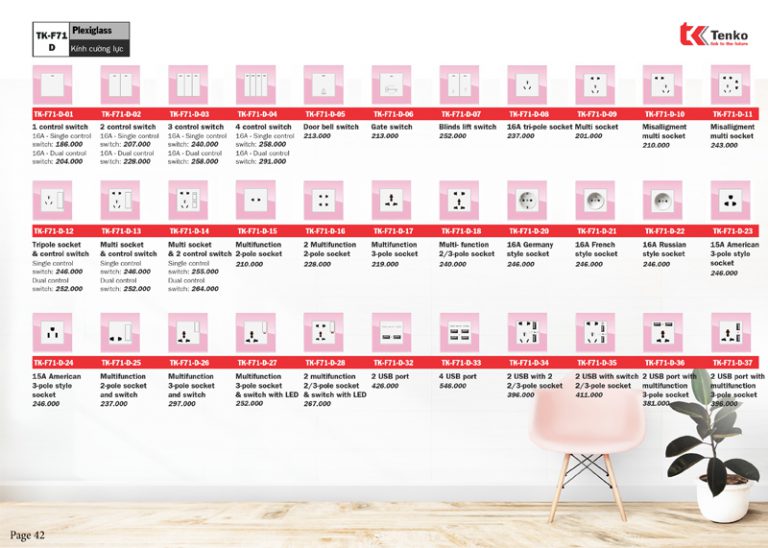 TK-F71
D
Plexiglass
Kính cường lực
Tenko
link to the future
TK-F71-D-01
1 control switch
16A - Single control
switch: 186.000
16A - Dual control
switch: 204.000
TK-F71-D-02
2 control switch
16A - Single control
switch: 207.000
16A - Dual control
switch: 228.000
TK-F71-D-03
3 control switch
16A - Single control
switch: 240.000
16A - Dual control
switch: 258.000
TK-F71-D-04
4 control switch
16A - Single control
switch: 258.000
16A - Dual control
switch: 291.000
TK-F71-D-05
Door bell switch
213.000
TK-F71-D-06
Gate switch
213.000
TK-F71-D-07
Blinds lift switch
252.000
TK-F71-D-08
16A tri-pole socket
237.000
TK-F71-D-09
Multi socket
201.000
TK-F71-D-10
Misalligment
multi socket
210.000
TK-F71-D-11
Misalligment
multi socket
243.000
TK-F71-D-12
Tripole socket
& centrol switch
Single control
switch: 246.000
Dual control
switch: 252.000
TK-F71-D-13
Multi socket
& control switch
Single control
switch: 246.000
Dual control
switch: 252.000
TK-F71-D-14
Multi socket
& 2 control switch
Single control
switch: 255.000
Dual control
switch: 264.000
TK-F71-D-15
Multifunction
2-pole socket
210.000
TK-F71-D-16
2 Multifunction
2-pole socket
228.000
TK-F71-D-17
Multifunction
3-pole socket
219.000
TK-F71-D-18
Multi- function
2/3-pole socket
240.000
TK-F71-D-20
16A Germany
style socket
246.000
TK-F71-D-21
16A French
style socket
246.000
TK-F71-D-22
16A Russian
style socket
246.000
TK-F71-D-23
15A American
3-pole style
socket
246.000
TK-F71-D-24
15A American
3-pole style
socket
246.000
TK-F71-D-25
Multifunction
2-pole socket
and switch
237.000
TK-F71-D-26
Multifunction
3-pole socket
and switch
297.000
TK-F71-D-27
Multifunction
3-pole socket
& switch with LED
252.000
TK-F71-D-28
2 multifunction
2/3-pole socket
& switch with LED
267.000
TK-F71-D-32
2 USB port
426.000
TK-F71-D-33
4 USB port
546.000
TK-F71-D-34
2 USB with 2
2/3-pole socket
396.000
TK-F71-D-35
2 USB with switch
2/3-pole socket
411.000
TK-F71-D-36
2 USB port with
multifunction
3-pole socket
381.000
TK-F71-D-37
2 USB port with
multifunction
3-pole socket
396.000
Page 42